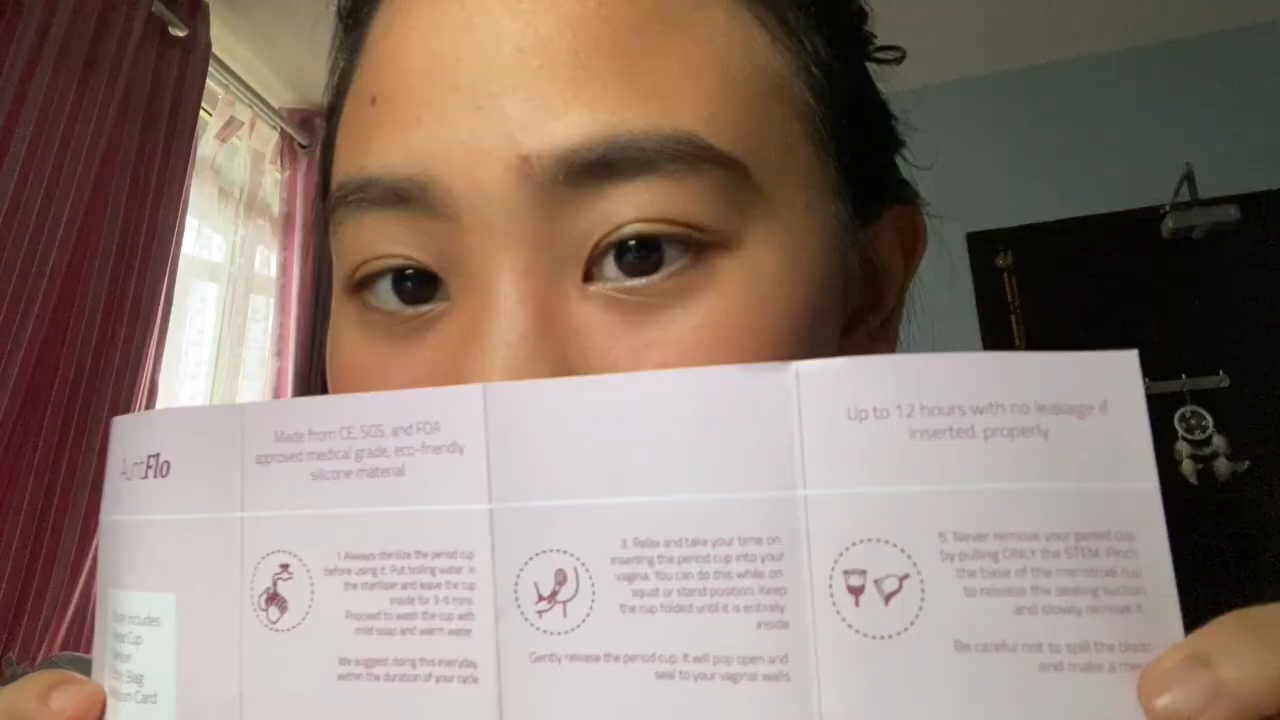 AuntFlo
Made from CE, SGS, and FDA
approved medical grade, eco-friendly
silicone material
Up to 12 hours with no leakage if
inserted properly
includes
Cup
Bag
Card
1. Always sterilize the period cup
before using it. Put boiling water in
the steriliser and leave the cup
inside for 3-5 mins.
Proceed to wash the cup with
mild soap and warm water.
We suggest doing this everyday
within the duration of your cycle.
3. Relax and take your time on
inserting the period cup into your
vagina. You can do this while on
squat or stand position. Keep
the cup folded until it is entirely
inside
Gently release the period cup. It will pop open and
seal to your vaginal walls
5. Never remove your period cup
by pulling ONLY the STEM. Pinch
the base of the menstrual cup
to release the sealing suction
and slowly remove it.
Be careful not to spill the blood
and make a